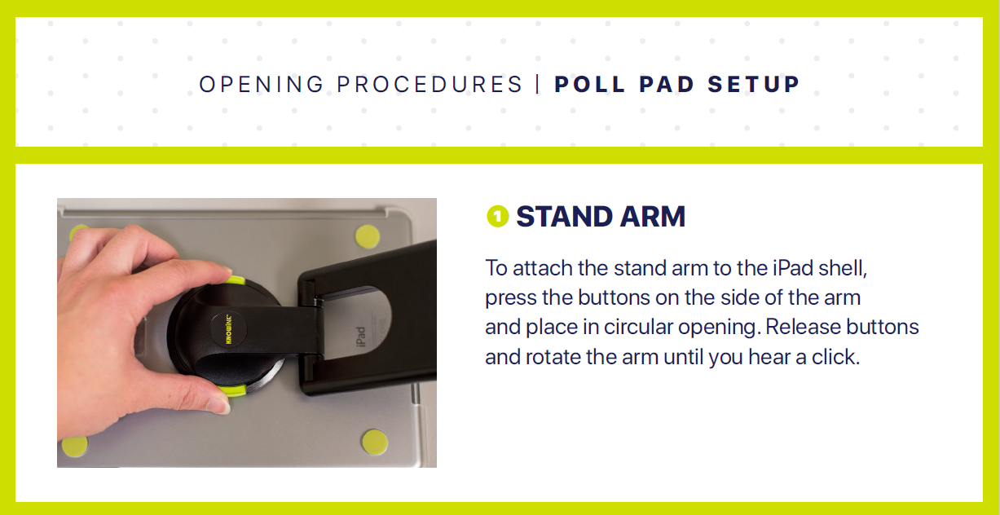 OPENING PROCEDURES | POLL PAD SETUP
1 STAND ARM
To attach the stand arm to the iPad shell,
press the buttons on the side of the arm
and place in circular opening. Release buttons
and rotate the arm until you hear a click.
KNOWiNK
iPad